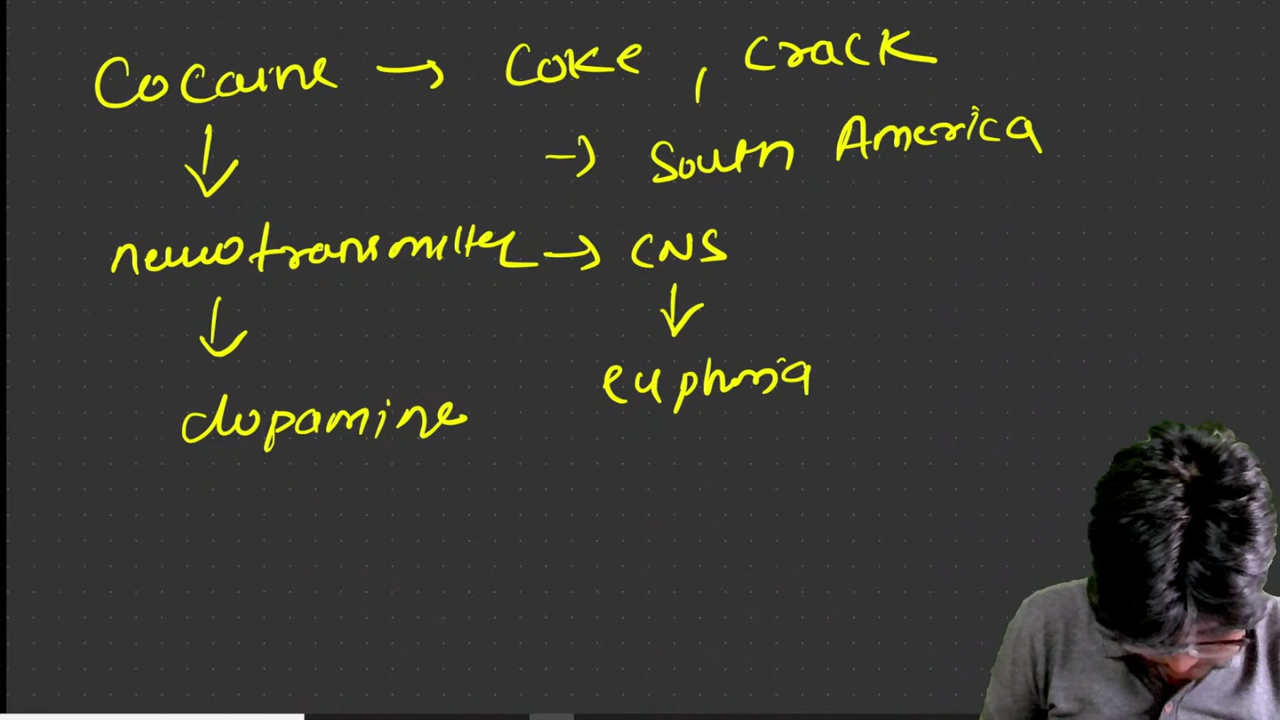 Cocaine → Coke, Crack
→ South America
↓
neurotransmitter → CNS
↓ ↓
dopamine euphoria